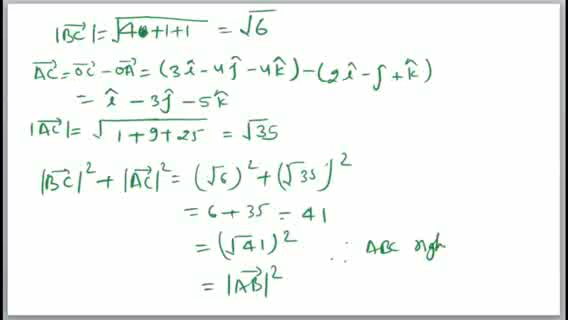 |BC⃗| = √4+1+1 = √6
AC⃗ = OC⃗ - OA⃗ = (3î - 4ĵ - 4k̂) - (2î - ĵ + k̂)
= î - 3ĵ - 5k̂
|AC⃗| = √1+9+25 = √35
|BC⃗|² + |AC⃗|² = (√6)² + (√35)²
= 6 + 35 = 41
= (√41)² ∴ ABC righ
= |AB⃗|²